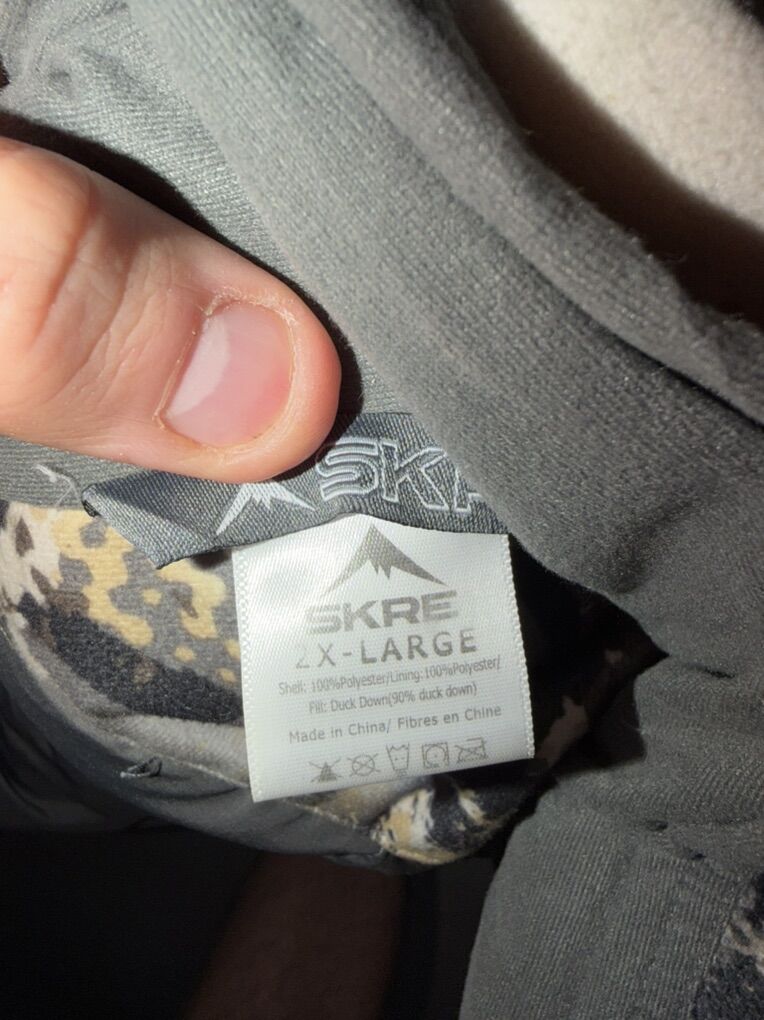 SK
SKRE
2X-LARGE
Shell: 100%Polyester/Lining:100%Polyester/
Fill: Duck Down(90% duck down)
Made in China/ Fibres en Chine